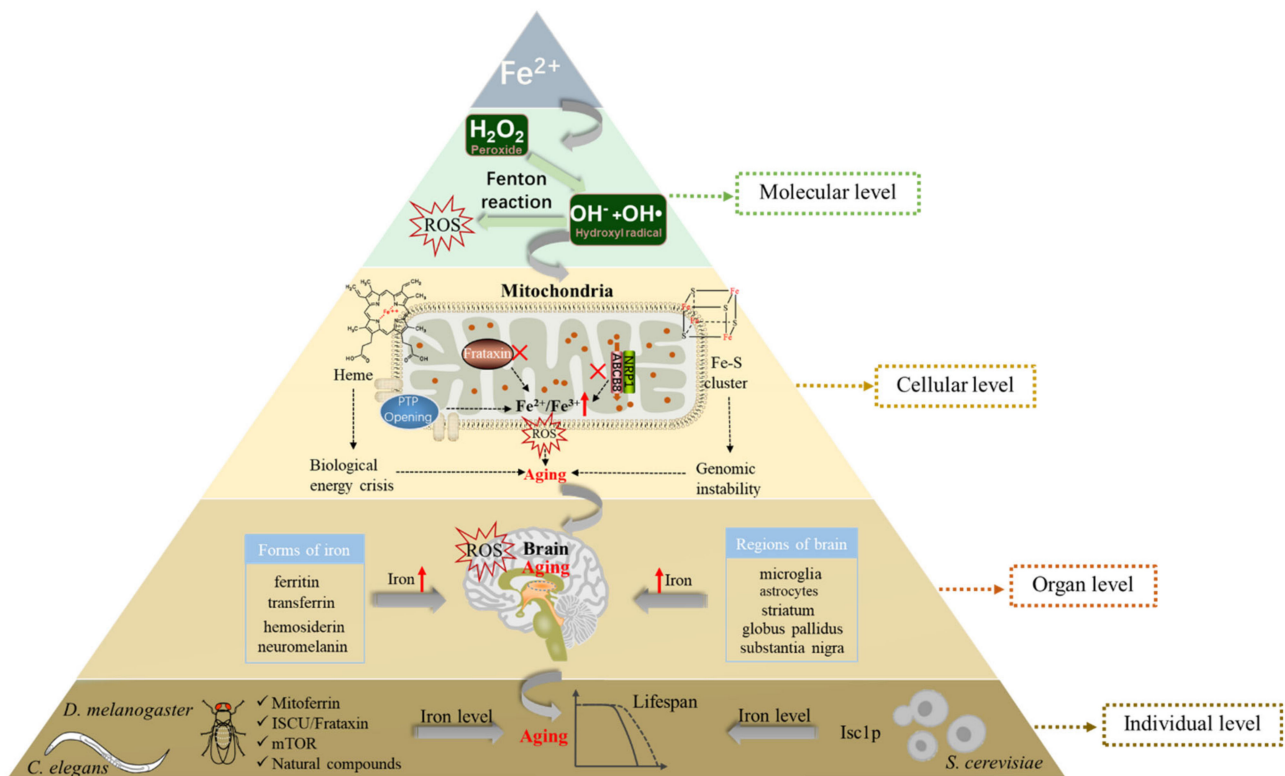 Fe²⁺
H₂O₂
Peroxide
Fenton
reaction
OH⁻ +OH•
Hydroxyl radical
ROS
Molecular level
Mitochondria
Heme
Frataxin
NRP1
ABCB8
Fe-S
cluster
PTP
Opening
Fe²⁺/Fe³⁺
ROS
Biological
energy crisis
Aging
Genomic
instability
Cellular level
Forms of iron
ferritin
transferrin
hemosiderin
neuromelanin
Iron
ROS
Brain
Aging
Iron
Regions of brain
microglia
astrocytes
striatum
globus pallidus
substantia nigra
Organ level
D. melanogaster
C. elegans
✓ Mitoferrin
✓ ISCU/Frataxin
✓ mTOR
✓ Natural compounds
Iron level
Aging
Lifespan
Iron level
Isc1p
S. cerevisiae
Individual level